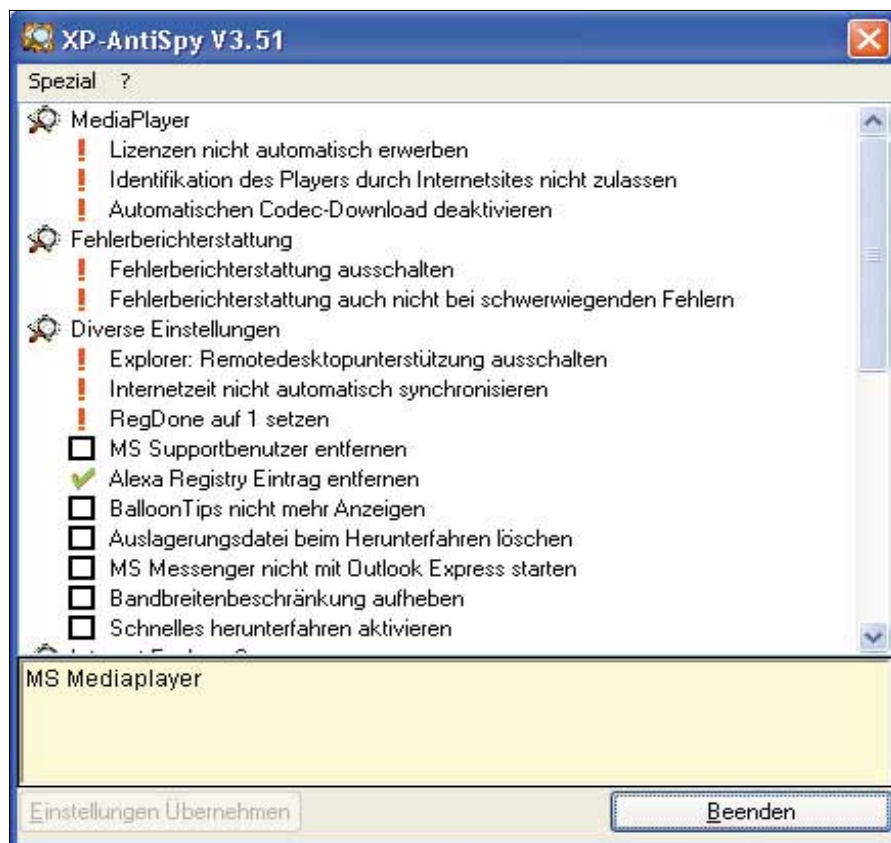 XP-AntiSpy V3.51
Spezial ?
MediaPlayer
Lizenzen nicht automatisch erwerben
Identifikation des Players durch Internetsites nicht zulassen
Automatischen Codec-Download deaktivieren
Fehlerberichterstattung
Fehlerberichterstattung ausschalten
Fehlerberichterstattung auch nicht bei schwerwiegenden Fehlern
Diverse Einstellungen
Explorer: Remotedesktopunterstützung ausschalten
Internetzeit nicht automatisch synchronisieren
RegDone auf 1 setzen
MS Supportbenutzer entfernen
Alexa Registry Eintrag entfernen
BalloonTips nicht mehr Anzeigen
Auslagerungsdatei beim Herunterfahren löschen
MS Messenger nicht mit Outlook Express starten
Bandbreitenbeschränkung aufheben
Schnelles herunterfahren aktivieren
MS Mediaplayer
Einstellungen Übernehmen Beenden